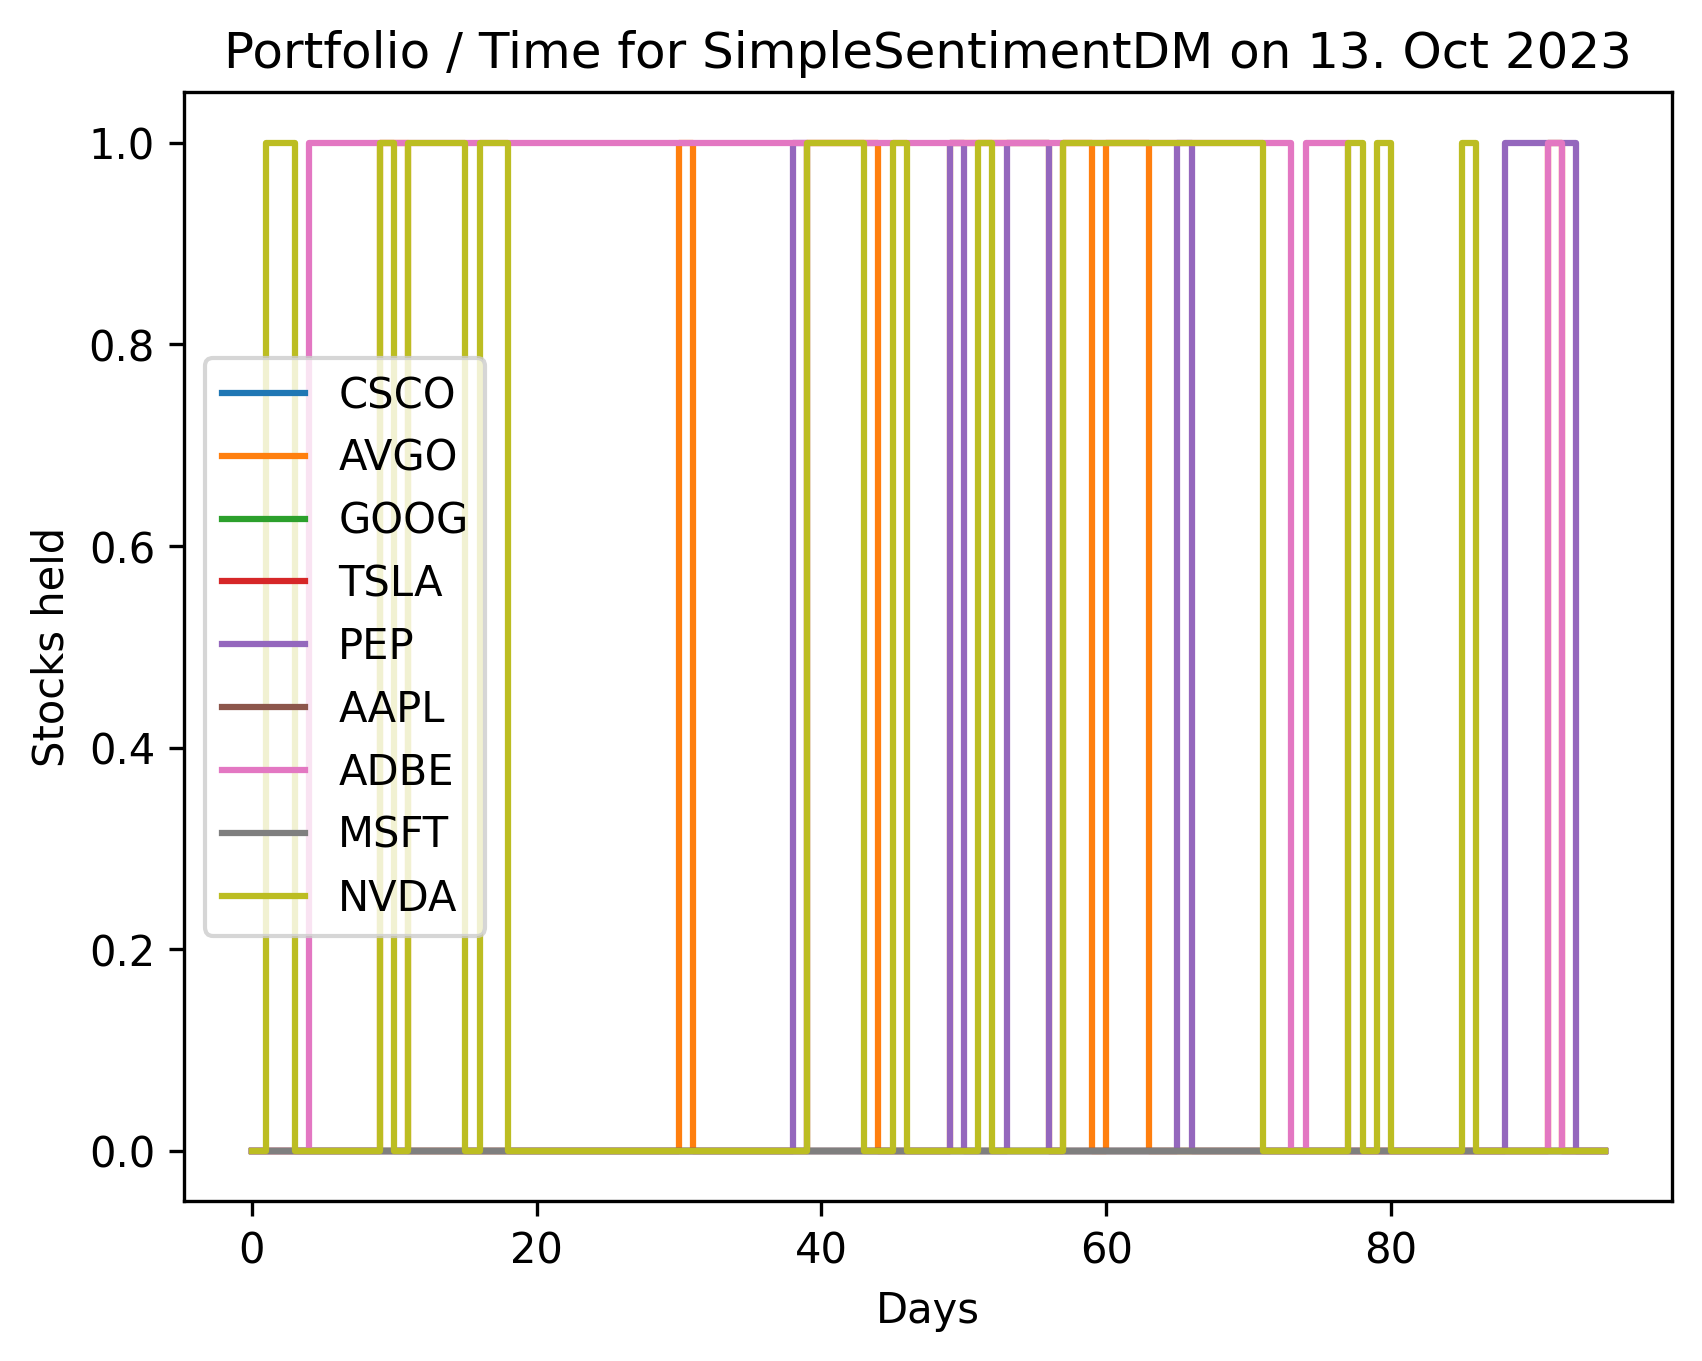 Portfolio / Time for SimpleSentimentDM on 13. Oct 2023
1.0
0.8
0.6
0.4
0.2
0.0
Stocks held
CSCO
AVGO
GOOG
TSLA
PEP
AAPL
ADBE
MSFT
NVDA
0 20 40 60 80
Days